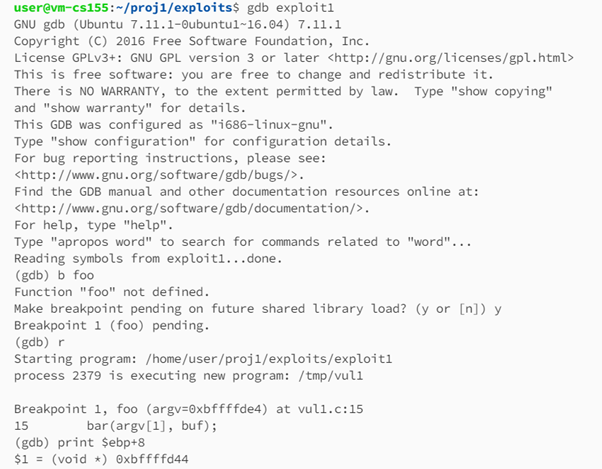 user@vm-cs155:~/proj1/exploits$ gdb exploit1
GNU gdb (Ubuntu 7.11.1-0ubuntu1~16.04) 7.11.1
Copyright (C) 2016 Free Software Foundation, Inc.
License GPLv3+: GNU GPL version 3 or later <http://gnu.org/licenses/gpl.html>
This is free software: you are free to change and redistribute it.
There is NO WARRANTY, to the extent permitted by law.  Type "show copying"
and "show warranty" for details.
This GDB was configured as "i686-linux-gnu".
Type "show configuration" for configuration details.
For bug reporting instructions, please see:
<http://www.gnu.org/software/gdb/bugs/>.
Find the GDB manual and other documentation resources online at:
<http://www.gnu.org/software/gdb/documentation/>.
For help, type "help".
Type "apropos word" to search for commands related to "word"...
Reading symbols from exploit1...done.
(gdb) b foo
Function "foo" not defined.
Make breakpoint pending on future shared library load? (y or [n]) y
Breakpoint 1 (foo) pending.
(gdb) r
Starting program: /home/user/proj1/exploits/exploit1
process 2379 is executing new program: /tmp/vul1

Breakpoint 1, foo (argv=0xbffffde4) at vul1.c:15
15        bar(argv[1], buf);
(gdb) print $ebp+8
$1 = (void *) 0xbffffd44